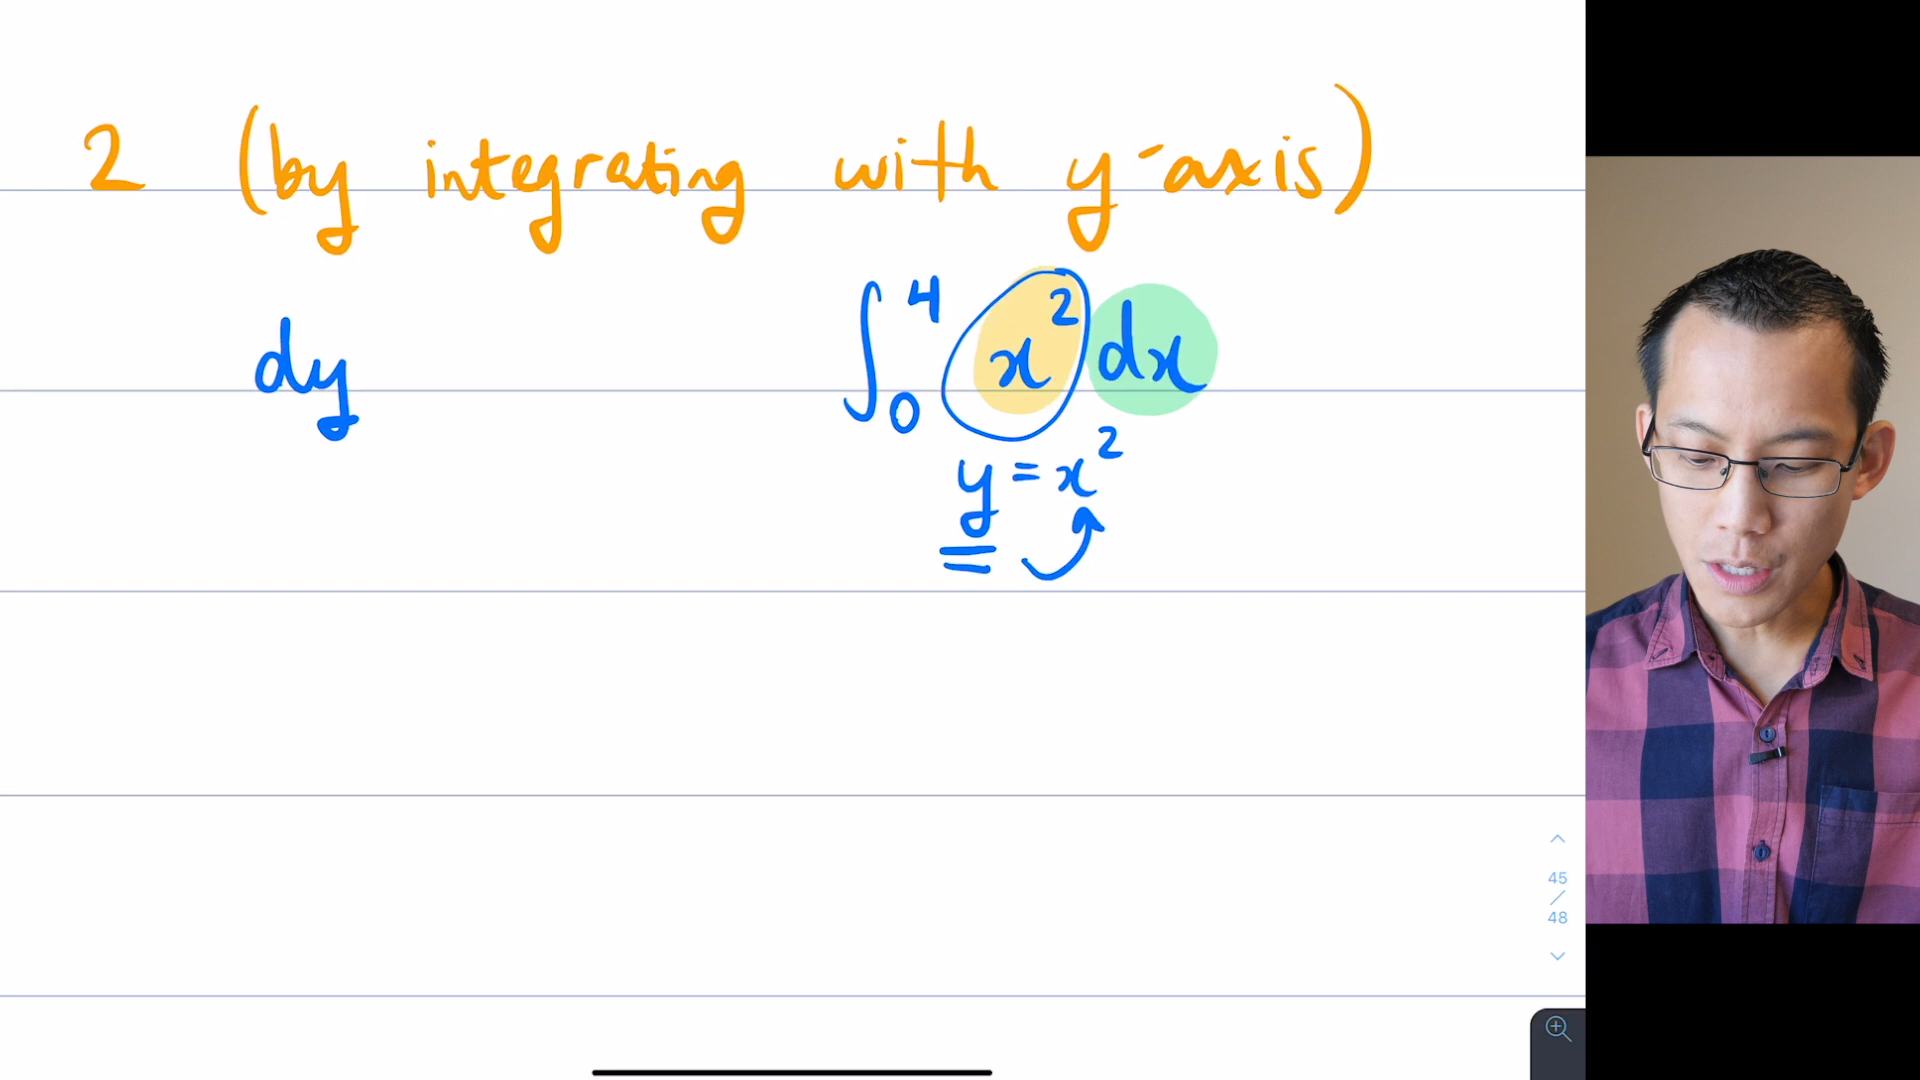 2 (by integrating with y-axis)
dy ∫₀⁴ x² dx
y = x²
45
/
48